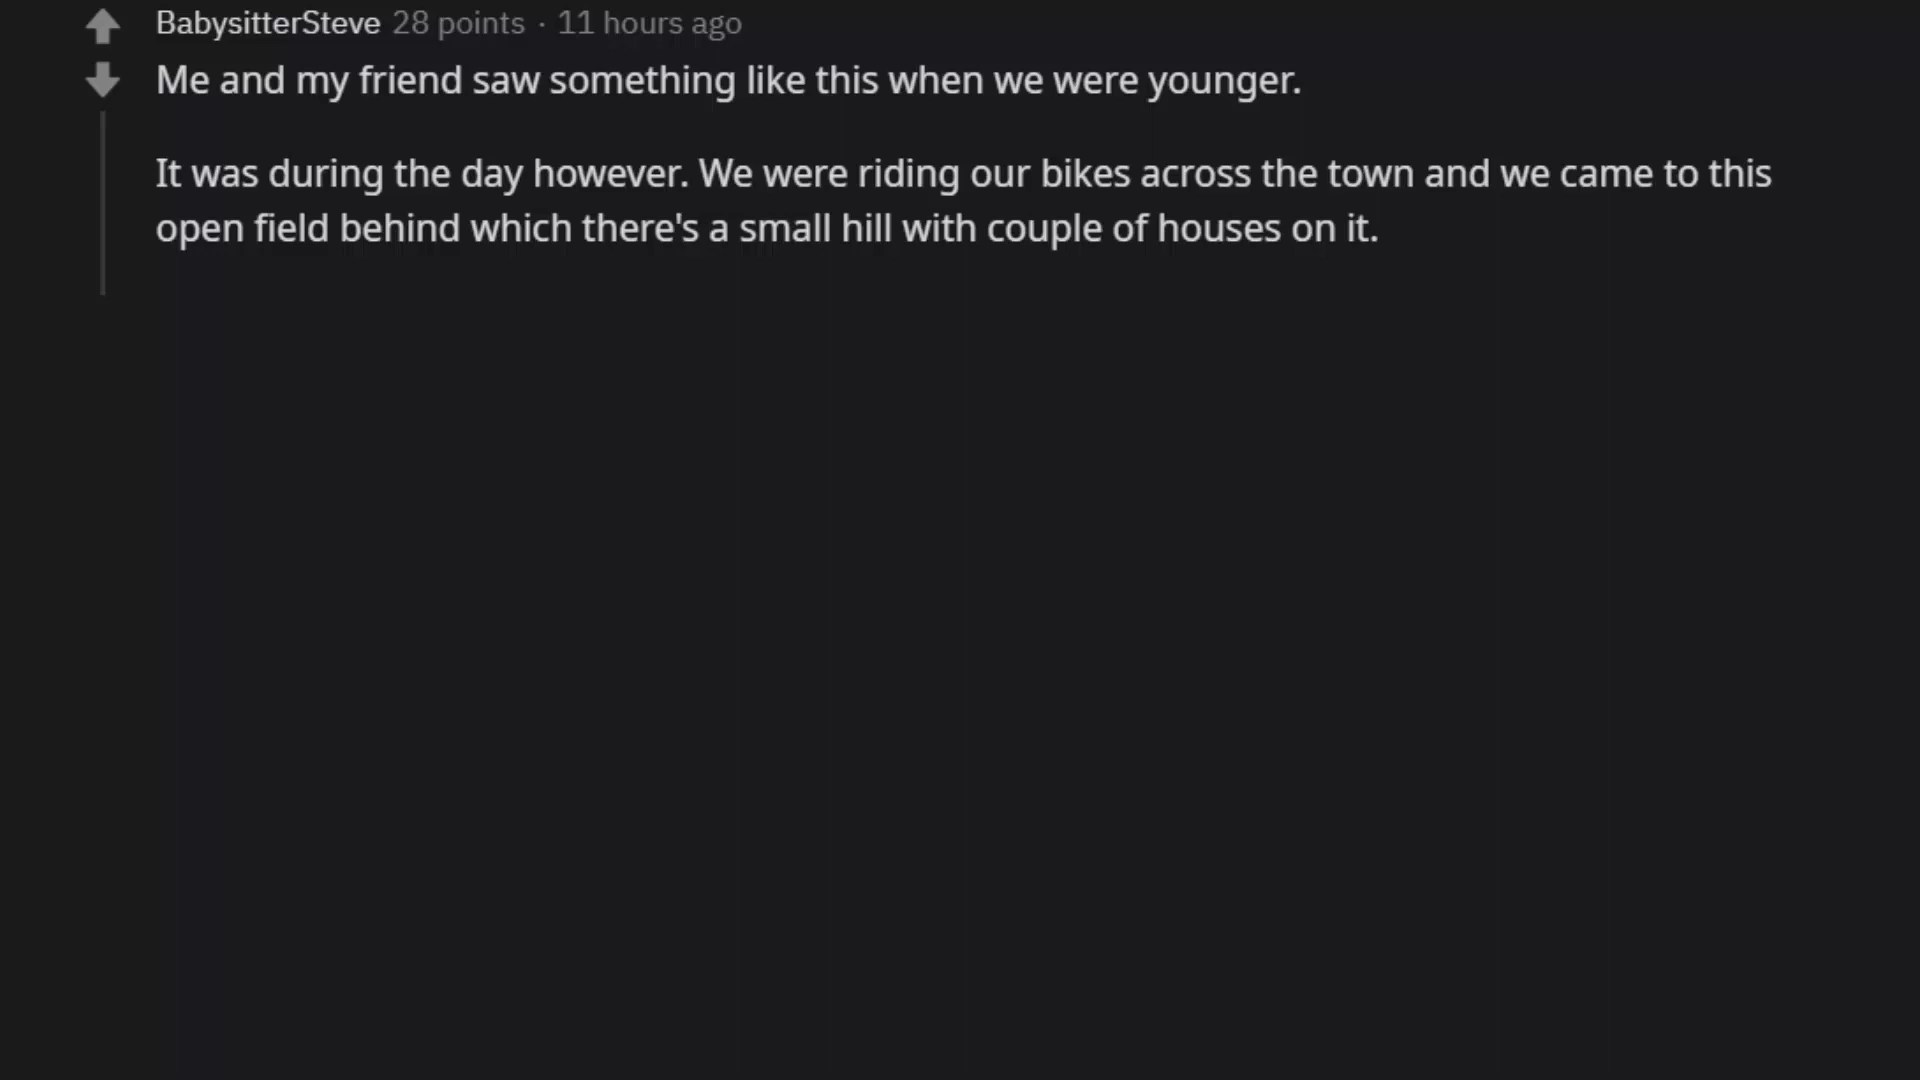 BabysitterSteve 28 points · 11 hours ago
Me and my friend saw something like this when we were younger.
It was during the day however. We were riding our bikes across the town and we came to this
open field behind which there's a small hill with couple of houses on it.